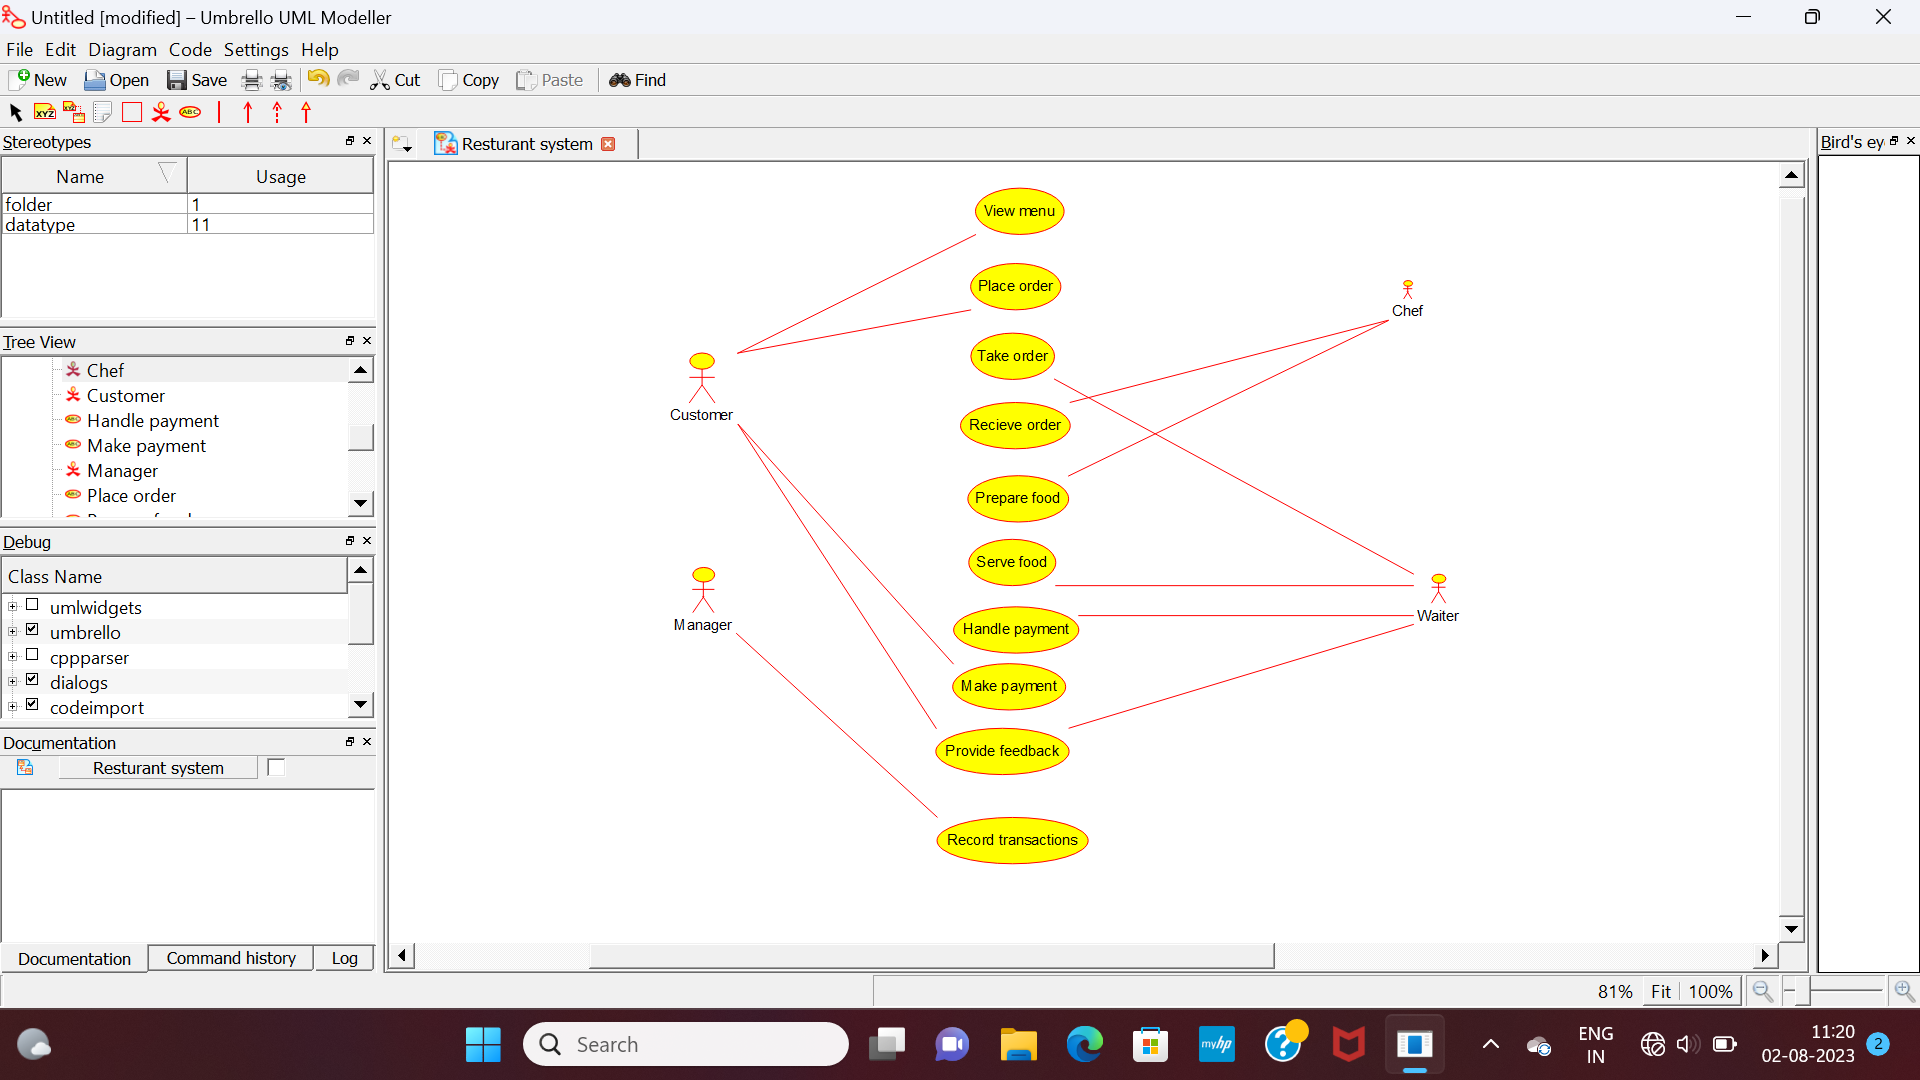 Untitled [modified] – Umbrello UML Modeller
File Edit Diagram Code Settings Help
New Open Save Cut Copy Paste Find
XYZ XYZ ABC
Stereotypes
Name Usage
folder 1
datatype 11
Tree View
Chef
Customer
Handle payment
Make payment
Manager
Place order
Debug
Class Name
umlwidgets
umbrello
cppparser
dialogs
codeimport
Documentation
Resturant system
Documentation Command history Log
Resturant system
View menu
Place order
Take order
Recieve order
Prepare food
Serve food
Handle payment
Make payment
Provide feedback
Record transactions
Customer
Manager
Chef
Waiter
Bird's ey
81% Fit 100%
Search
myhp
ENG
IN
11:20
02-08-2023
2